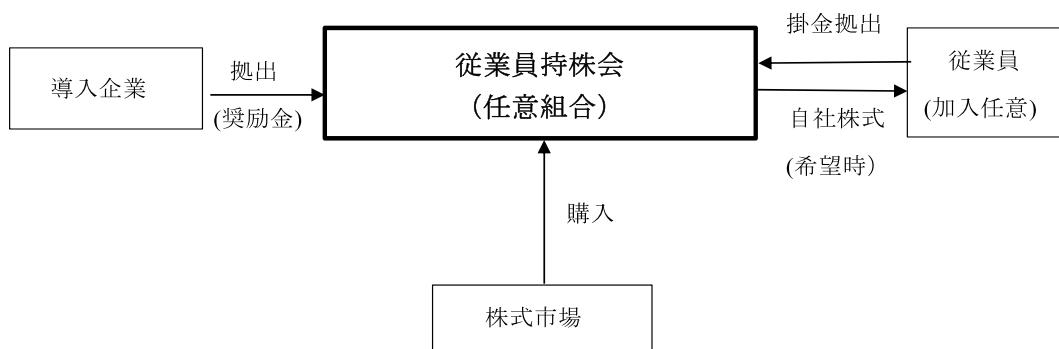 掛金拠出
導入企業
拠出
(奨励金)
従業員持株会
（任意組合）
従業員
(加入任意)
自社株式
(希望時）
購入
株式市場